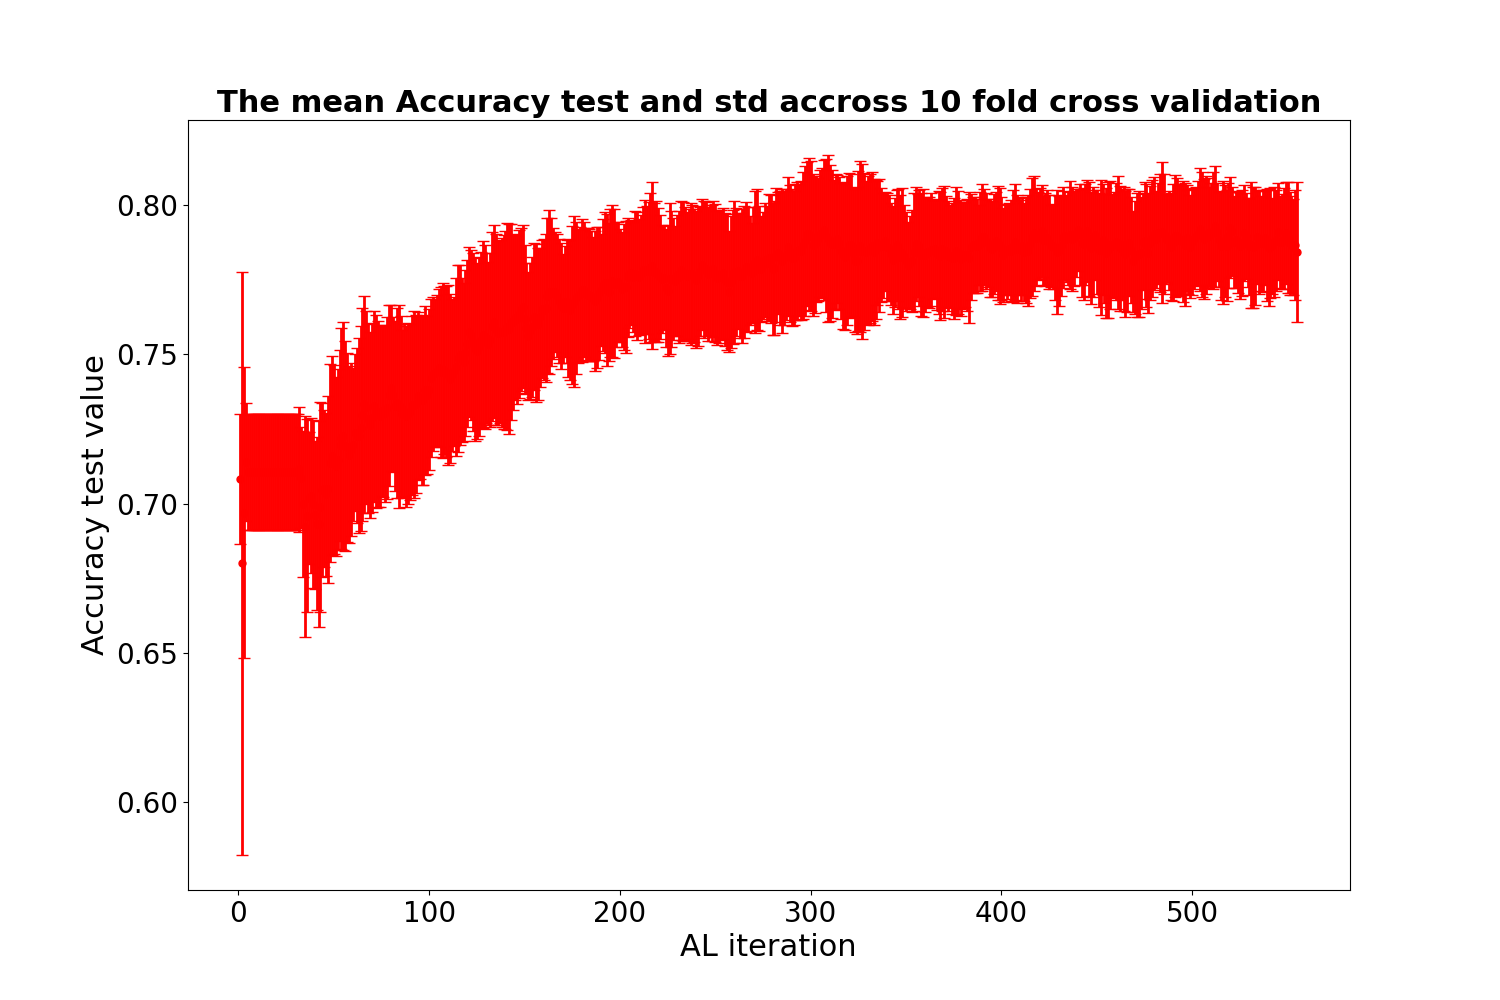 The mean Accuracy test and std accross 10 fold cross validation
0.80
0.75
0.70
0.65
0.60
Accuracy test value
0 100 200 300 400 500
AL iteration